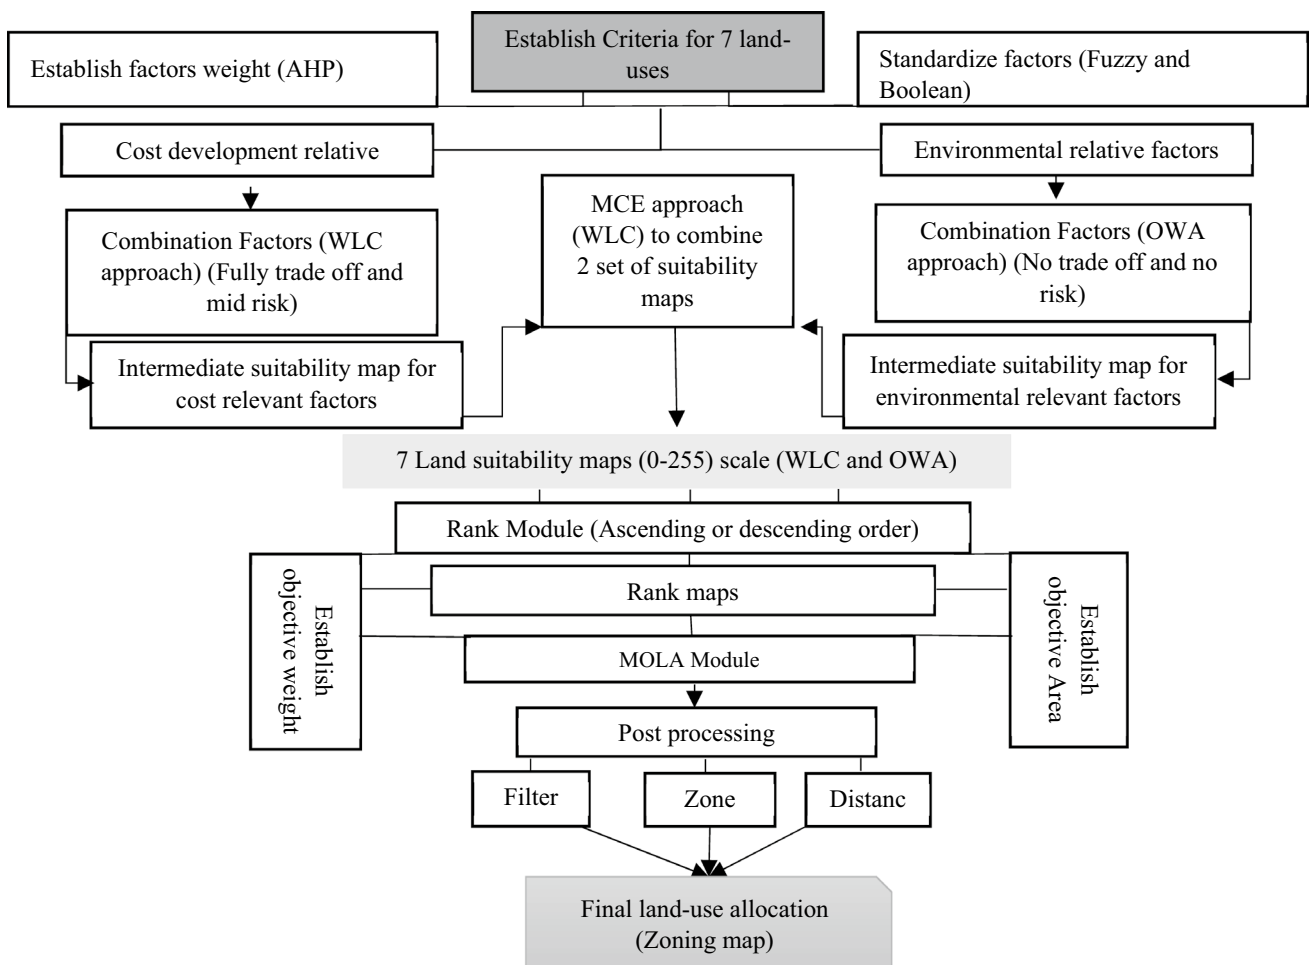 Establish factors weight (AHP)
Establish Criteria for 7 land-
uses
Standardize factors (Fuzzy and
Boolean)
Cost development relative
Environmental relative factors
Combination Factors (WLC
approach) (Fully trade off and
mid risk)
MCE approach
(WLC) to combine
2 set of suitability
maps
Combination Factors (OWA
approach) (No trade off and no
risk)
Intermediate suitability map for
cost relevant factors
Intermediate suitability map for
environmental relevant factors
7 Land suitability maps (0-255) scale (WLC and OWA)
Rank Module (Ascending or descending order)
Establish
objective weight
Rank maps
Establish
objective Area
MOLA Module
Post processing
Filter
Zone
Distanc
Final land-use allocation
(Zoning map)